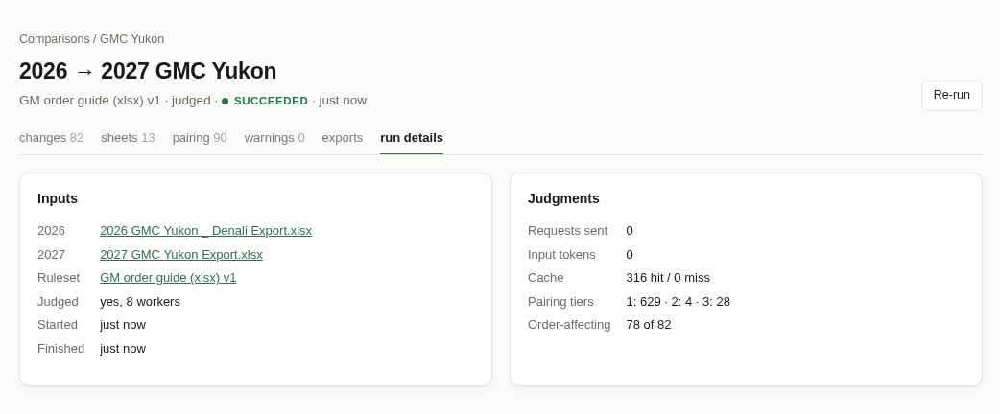 Comparisons / GMC Yukon
2026 → 2027 GMC Yukon
GM order guide (xlsx) v1 · judged · ● SUCCEEDED · just now
Re-run
changes 82 sheets 13 pairing 90 warnings 0 exports run details
Inputs
2026 2026 GMC Yukon _ Denali Export.xlsx
2027 2027 GMC Yukon Export.xlsx
Ruleset GM order guide (xlsx) v1
Judged yes, 8 workers
Started just now
Finished just now
Judgments
Requests sent 0
Input tokens 0
Cache 316 hit / 0 miss
Pairing tiers 1: 629 · 2: 4 · 3: 28
Order-affecting 78 of 82